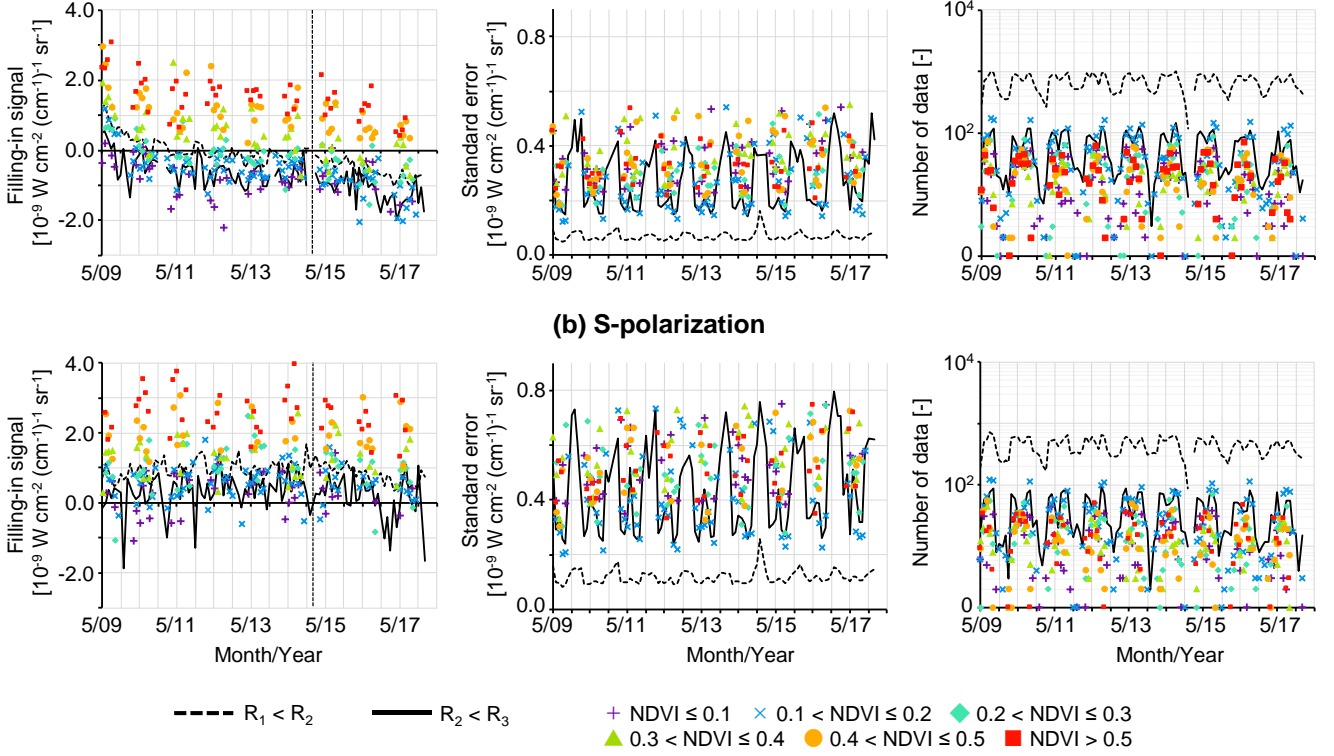 Filling-in signal
[10⁻⁹ W cm⁻² (cm⁻¹)⁻¹ sr⁻¹]
4.0
2.0
0.0
-2.0
5/09 5/11 5/13 5/15 5/17
Standard error
[10⁻⁹ W cm⁻² (cm⁻¹)⁻¹ sr⁻¹]
0.8
0.4
0.0
5/09 5/11 5/13 5/15 5/17
Number of data [-]
10⁴
10²
0
5/09 5/11 5/13 5/15 5/17
(b) S-polarization
Filling-in signal
[10⁻⁹ W cm⁻² (cm⁻¹)⁻¹ sr⁻¹]
4.0
2.0
0.0
-2.0
5/09 5/11 5/13 5/15 5/17
Month/Year
Standard error
[10⁻⁹ W cm⁻² (cm⁻¹)⁻¹ sr⁻¹]
0.8
0.4
0.0
5/09 5/11 5/13 5/15 5/17
Month/Year
Number of data [-]
10⁴
10²
0
5/09 5/11 5/13 5/15 5/17
Month/Year
R₁ < R₂ R₂ < R₃ NDVI ≤ 0.1 0.1 < NDVI ≤ 0.2 0.2 < NDVI ≤ 0.3
0.3 < NDVI ≤ 0.4 0.4 < NDVI ≤ 0.5 NDVI > 0.5